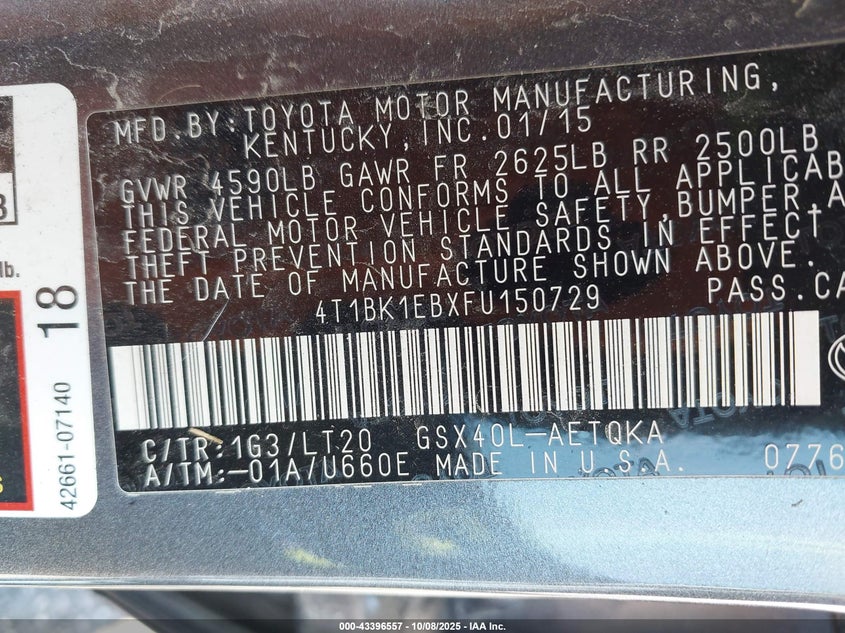 MFD.BY:TOYOTA MOTOR MANUFACTURING,
KENTUCKY,INC.01/15
GVWR 4590LB GAWR FR 2625LB RR 2500LB
THIS VEHICLE CONFORMS TO ALL APPLICAB
FEDERAL MOTOR VEHICLE SAFETY,BUMPER,A
THEFT PREVENTION STANDARDS IN EFFECT
THE DATE OF MANUFACTURE SHOWN ABOVE.
4T1BK1EBXFU150729 PASS.CA
C/TR:1G3/LT20 GSX40L-AETQKA
A/TM:-01A/U660E MADE IN U.S.A. 0776
lb.
18
42661-07140
000-43396557 - 10/08/2025 - IAA Inc.